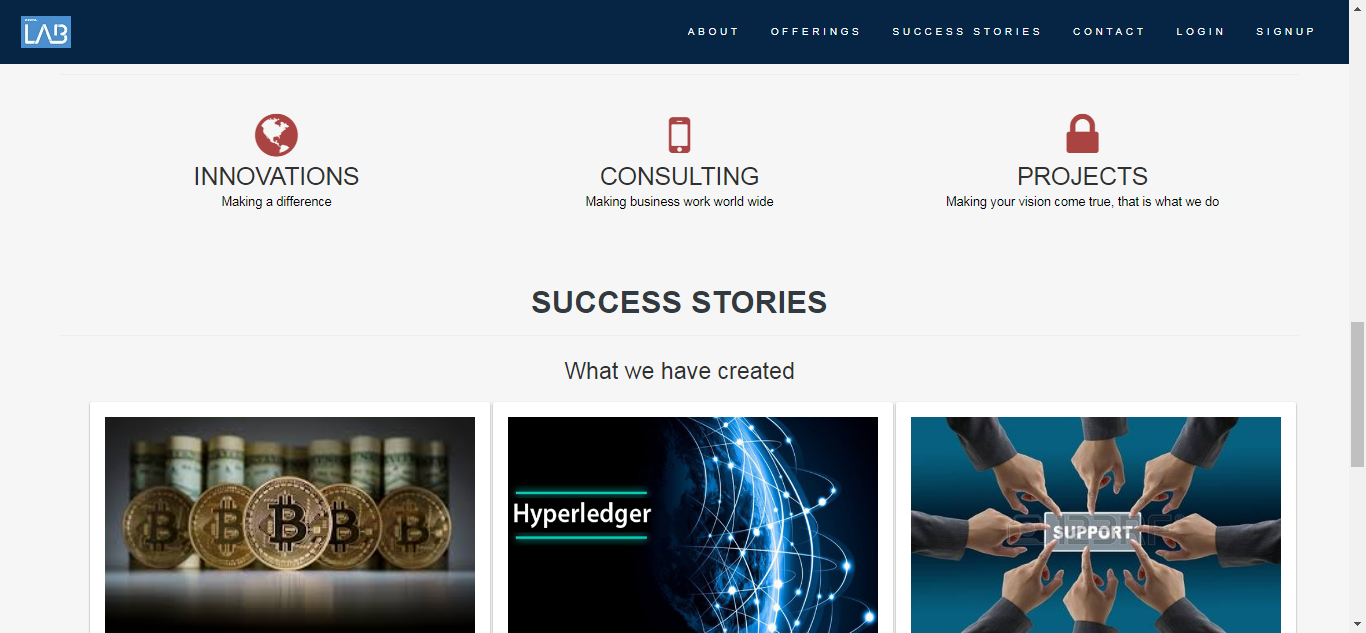 LAB
ABOUT OFFERINGS SUCCESS STORIES CONTACT LOGIN SIGNUP
INNOVATIONS
Making a difference
CONSULTING
Making business work world wide
PROJECTS
Making your vision come true, that is what we do
SUCCESS STORIES
What we have created
Hyperledger
SUPPORT